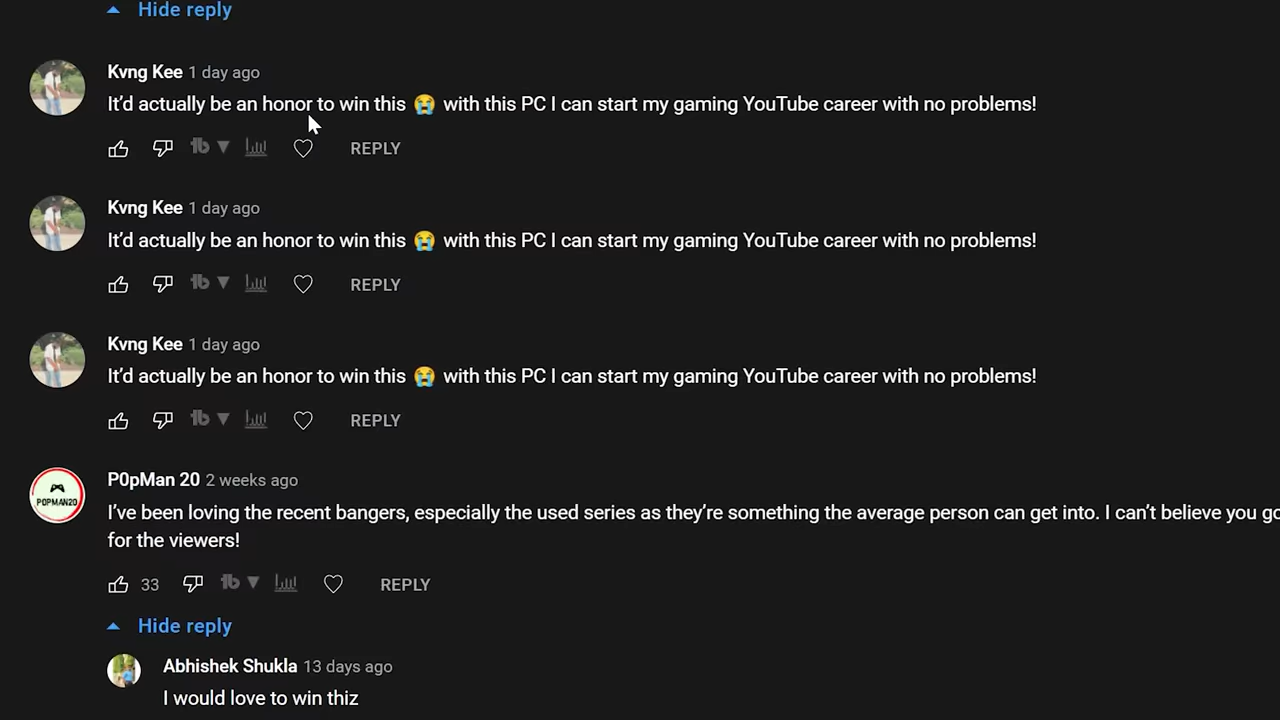 Hide reply
Kvng Kee 1 day ago
It’d actually be an honor to win this 😭 with this PC I can start my gaming YouTube career with no problems!
REPLY
Kvng Kee 1 day ago
It’d actually be an honor to win this 😭 with this PC I can start my gaming YouTube career with no problems!
REPLY
Kvng Kee 1 day ago
It’d actually be an honor to win this 😭 with this PC I can start my gaming YouTube career with no problems!
REPLY
P0pMan 20 2 weeks ago
P0PMAN20
I’ve been loving the recent bangers, especially the used series as they’re something the average person can get into. I can’t believe you go
for the viewers!
33 REPLY
Hide reply
Abhishek Shukla 13 days ago
I would love to win thiz